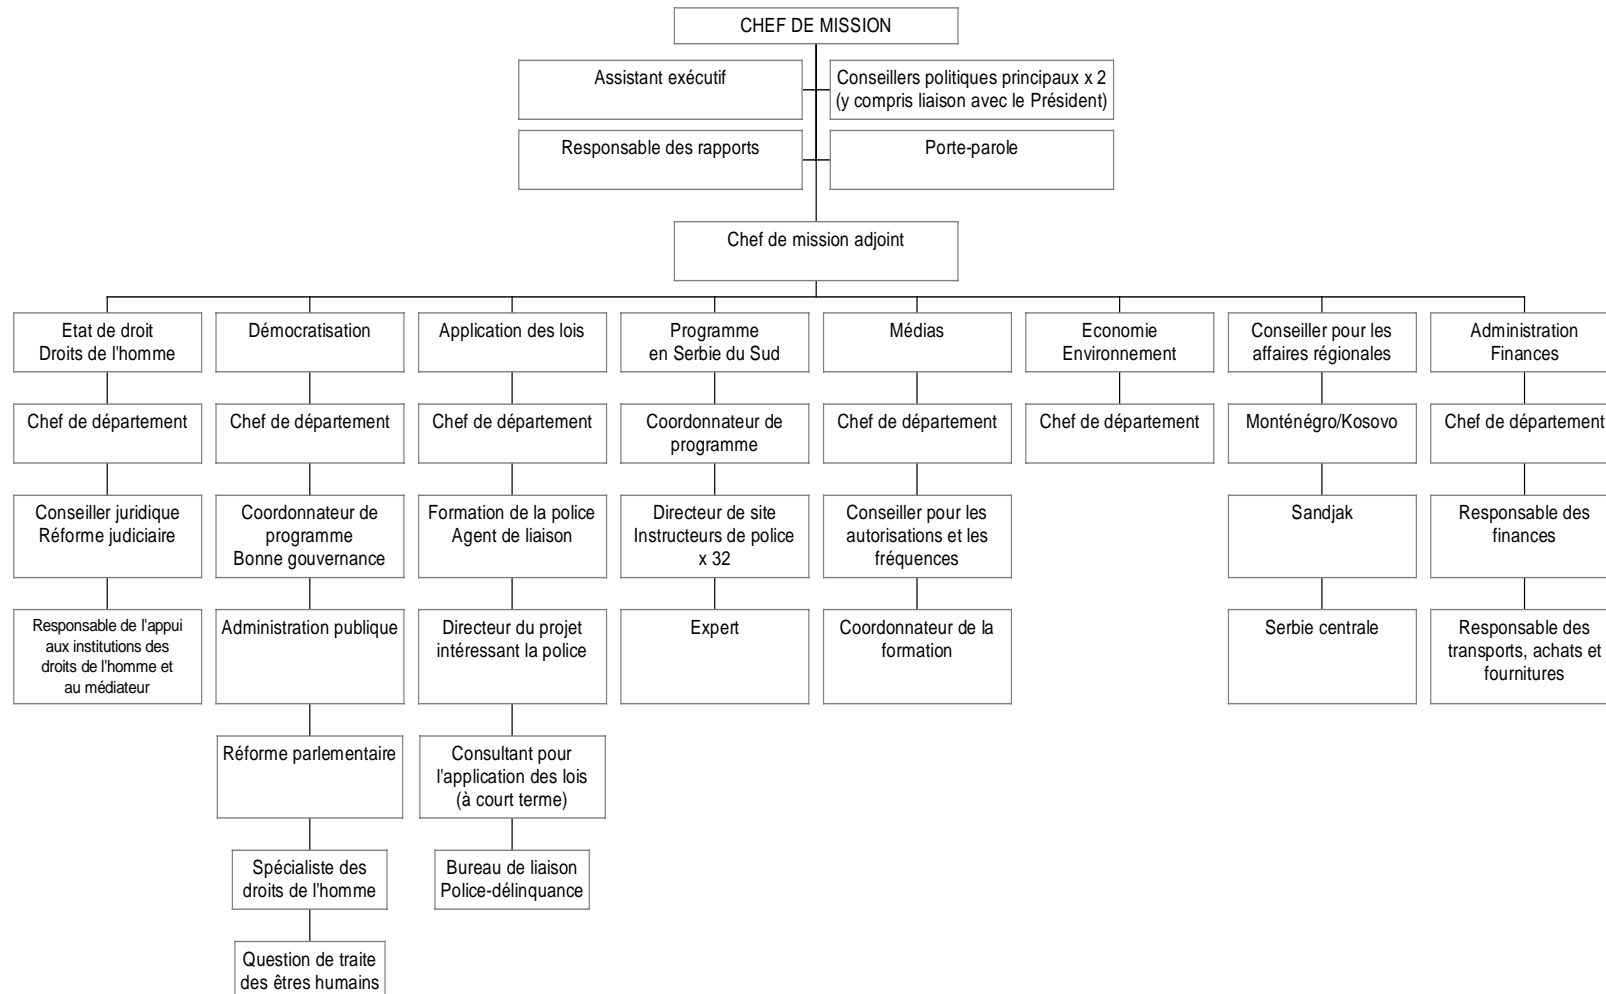 CHEF DE MISSION
Assistant exécutif
Conseillers politiques principaux x 2
(y compris liaison avec le Président)
Responsable des rapports
Porte-parole
Chef de mission adjoint
Etat de droit
Droits de l'homme
Démocratisation
Application des lois
Programme
en Serbie du Sud
Médias
Economie
Environnement
Conseiller pour les
affaires régionales
Administration
Finances
Chef de département
Chef de département
Chef de département
Coordonnateur de
programme
Chef de département
Chef de département
Monténégro/Kosovo
Chef de département
Conseiller juridique
Réforme judiciaire
Coordonnateur de
programme
Bonne gouvernance
Formation de la police
Agent de liaison
Directeur de site
Instructeurs de police
x 32
Conseiller pour les
autorisations et les
fréquences
Sandjak
Responsable des
finances
Responsable de l'appui
aux institutions des
droits de l'homme et
au médiateur
Administration publique
Directeur du projet
intéressant la police
Expert
Coordonnateur de la
formation
Serbie centrale
Responsable des
transports, achats et
fournitures
Réforme parlementaire
Consultant pour
l'application des lois
(à court terme)
Spécialiste des
droits de l'homme
Bureau de liaison
Police-délinquance
Question de traite
des êtres humains